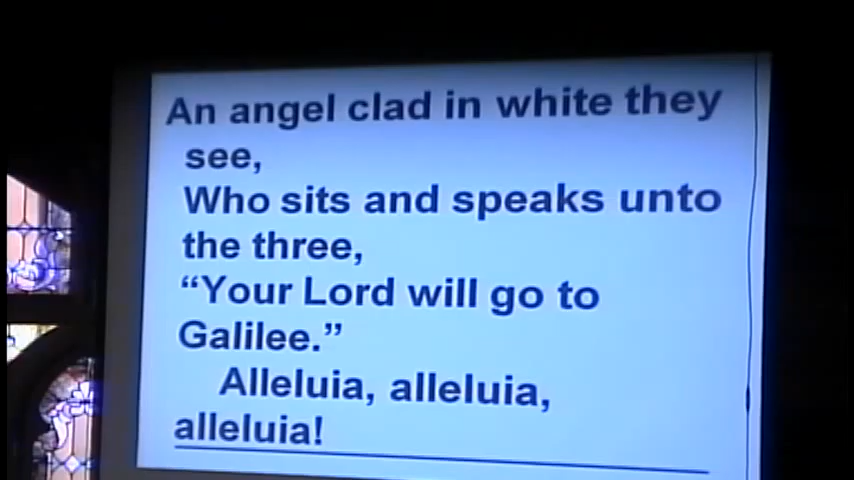 An angel clad in white they
see,
Who sits and speaks unto
the three,
“Your Lord will go to
Galilee.”
Alleluia, alleluia,
alleluia!